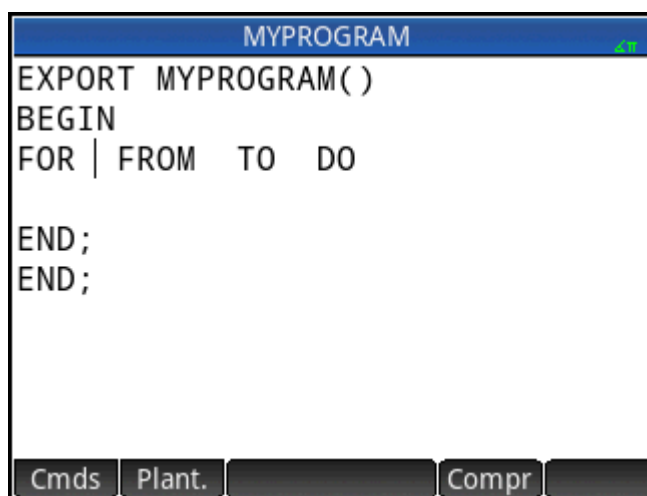 MYPROGRAM
∠π
EXPORT MYPROGRAM()
BEGIN
FOR FROM TO DO
END;
END;
Cmds Plant. Compr